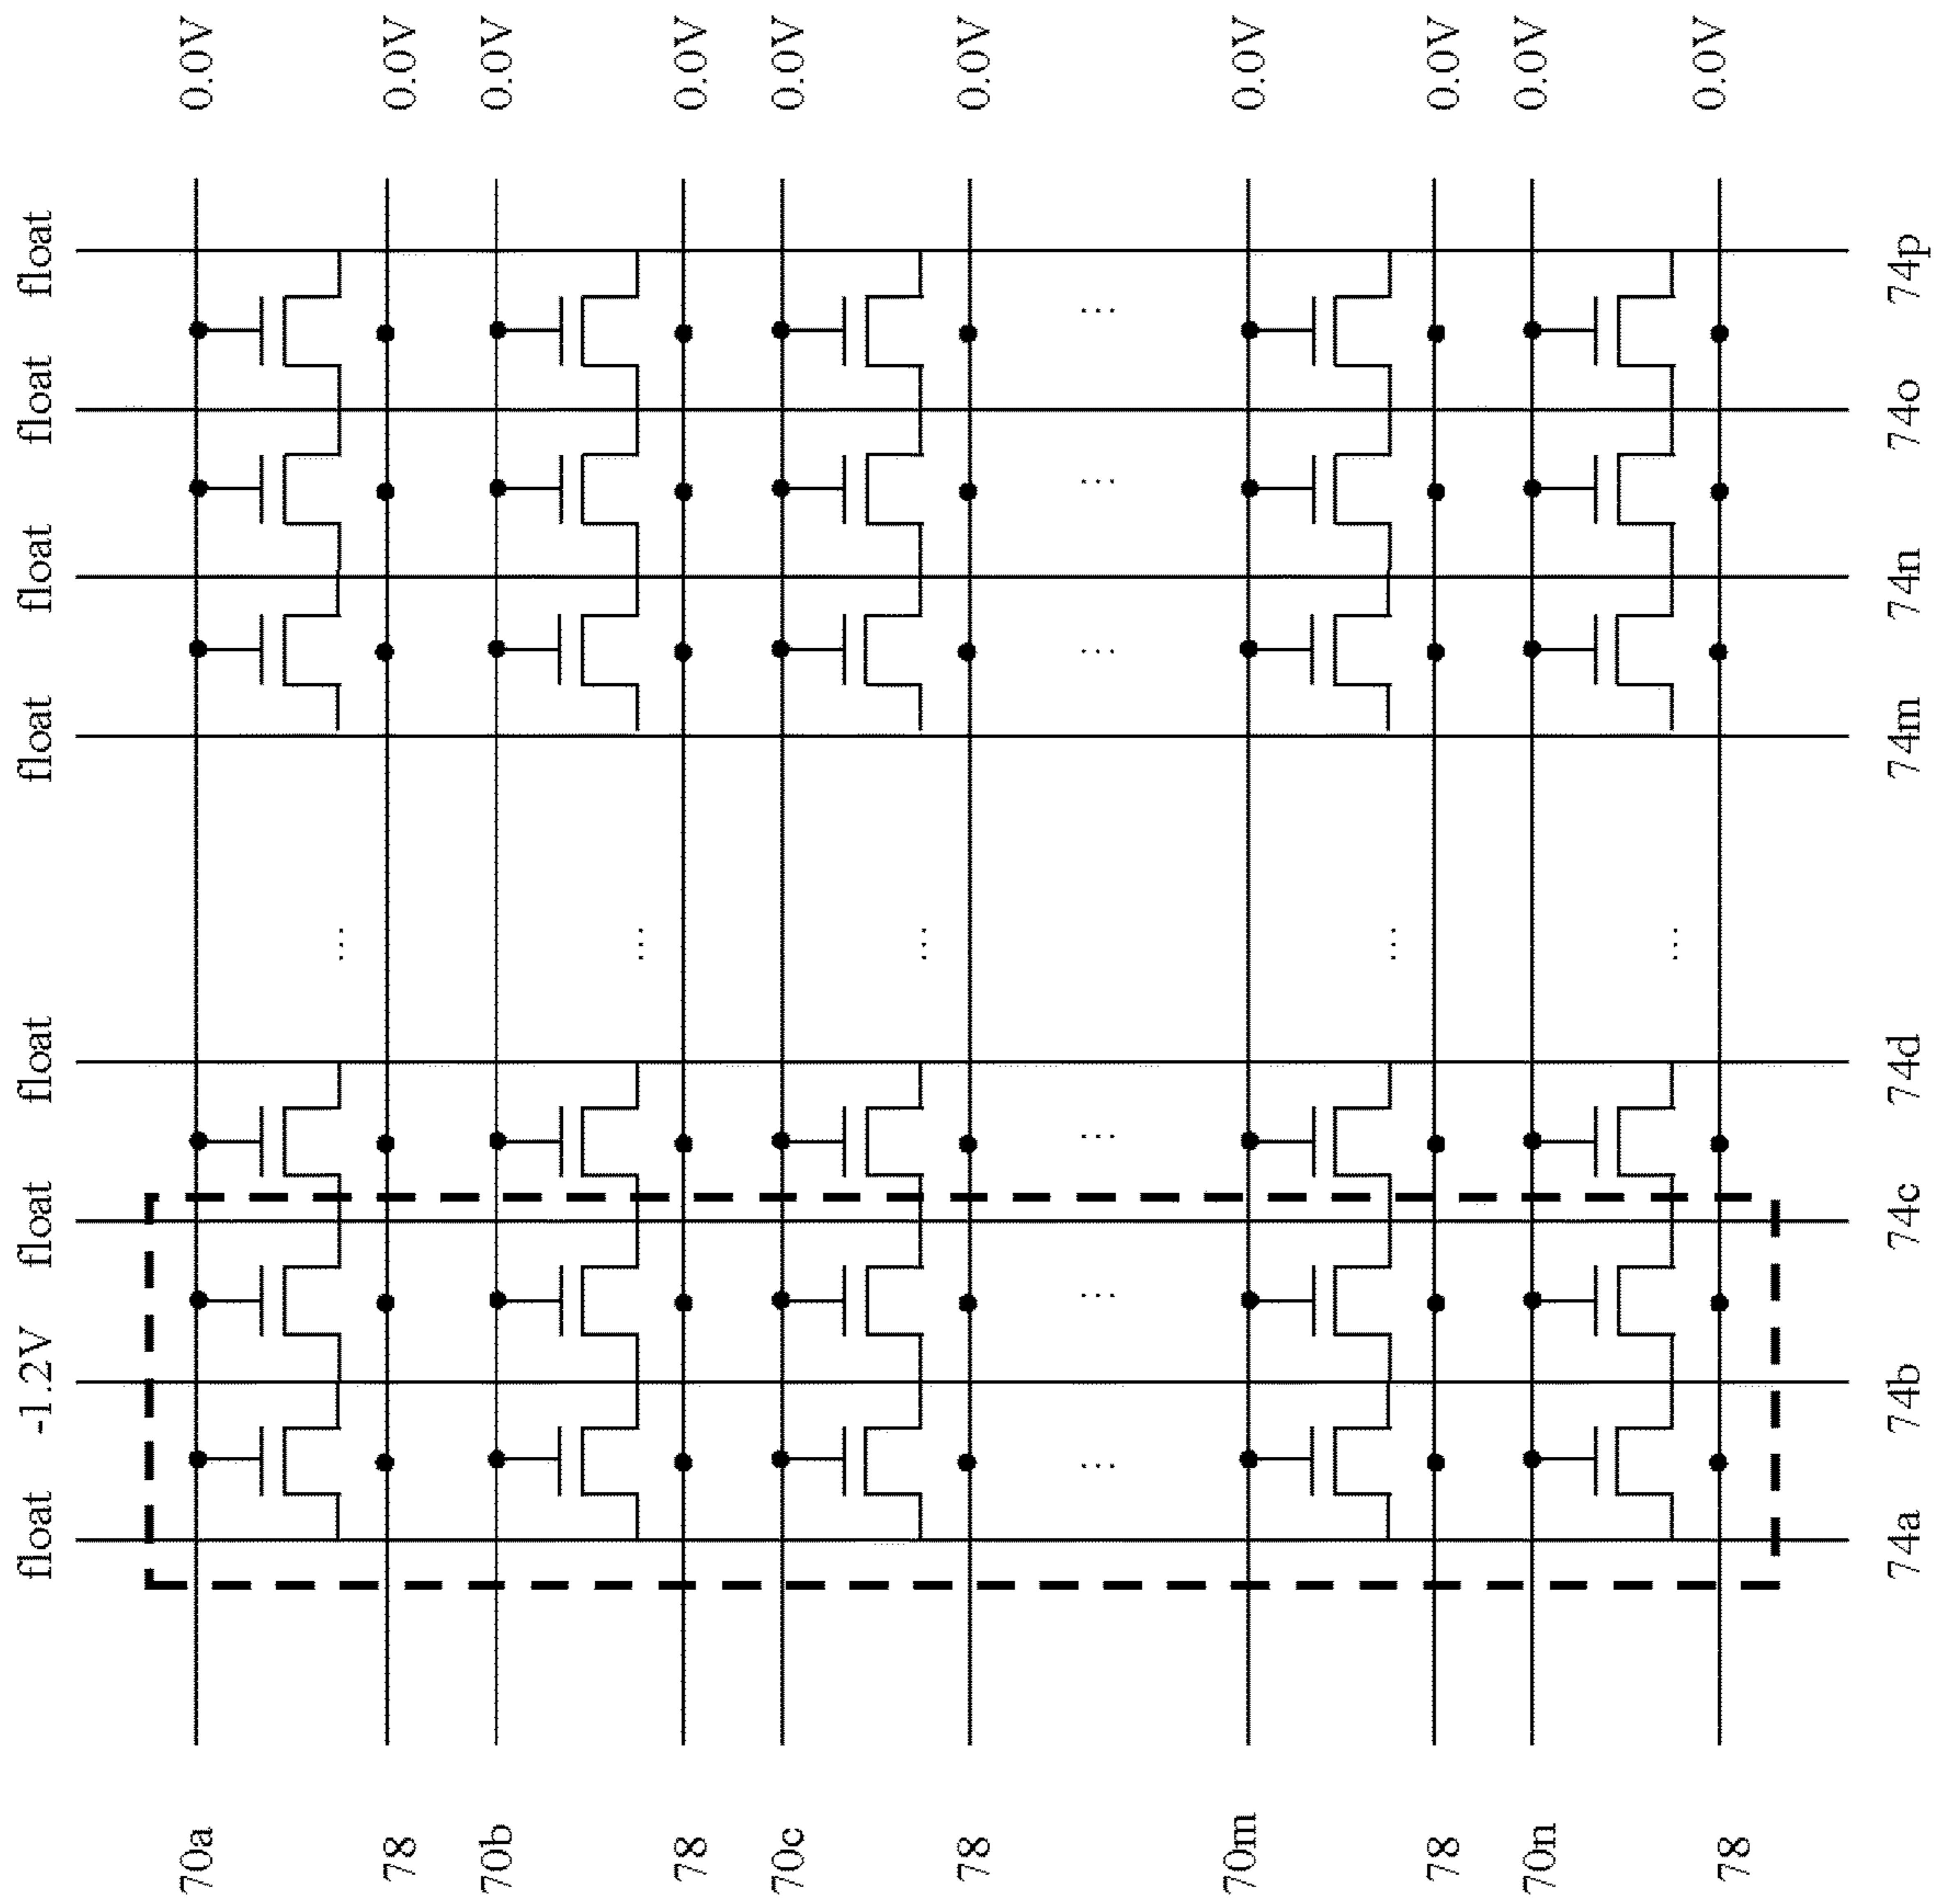 float -1.2V float float float float float float
70a 0.0V
78 0.0V
70b 0.0V
78 0.0V
70c 0.0V
78 0.0V
... ... ... ... ...
... ... ... ... ...
70m 0.0V
78 0.0V
70n 0.0V
78 0.0V
74a 74b 74c 74d 74m 74n 74o 74p